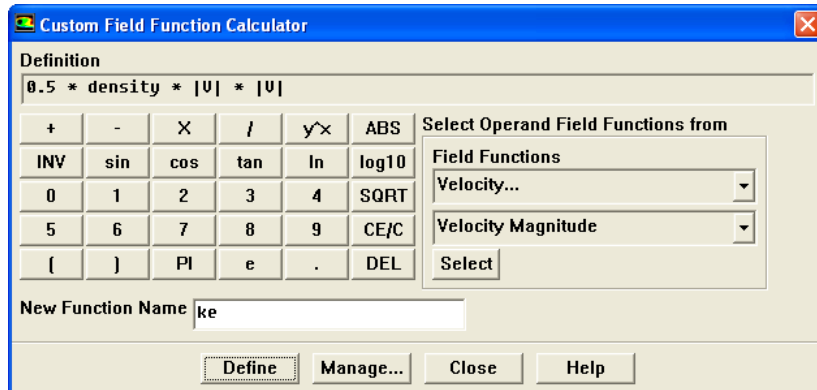 Custom Field Function Calculator
Definition
0.5 * density * |V| * |V|
+ - X / y^x ABS Select Operand Field Functions from
INV sin cos tan ln log10 Field Functions
0 1 2 3 4 SQRT Velocity...
5 6 7 8 9 CE/C Velocity Magnitude
( ) PI e . DEL Select
New Function Name ke
Define Manage... Close Help